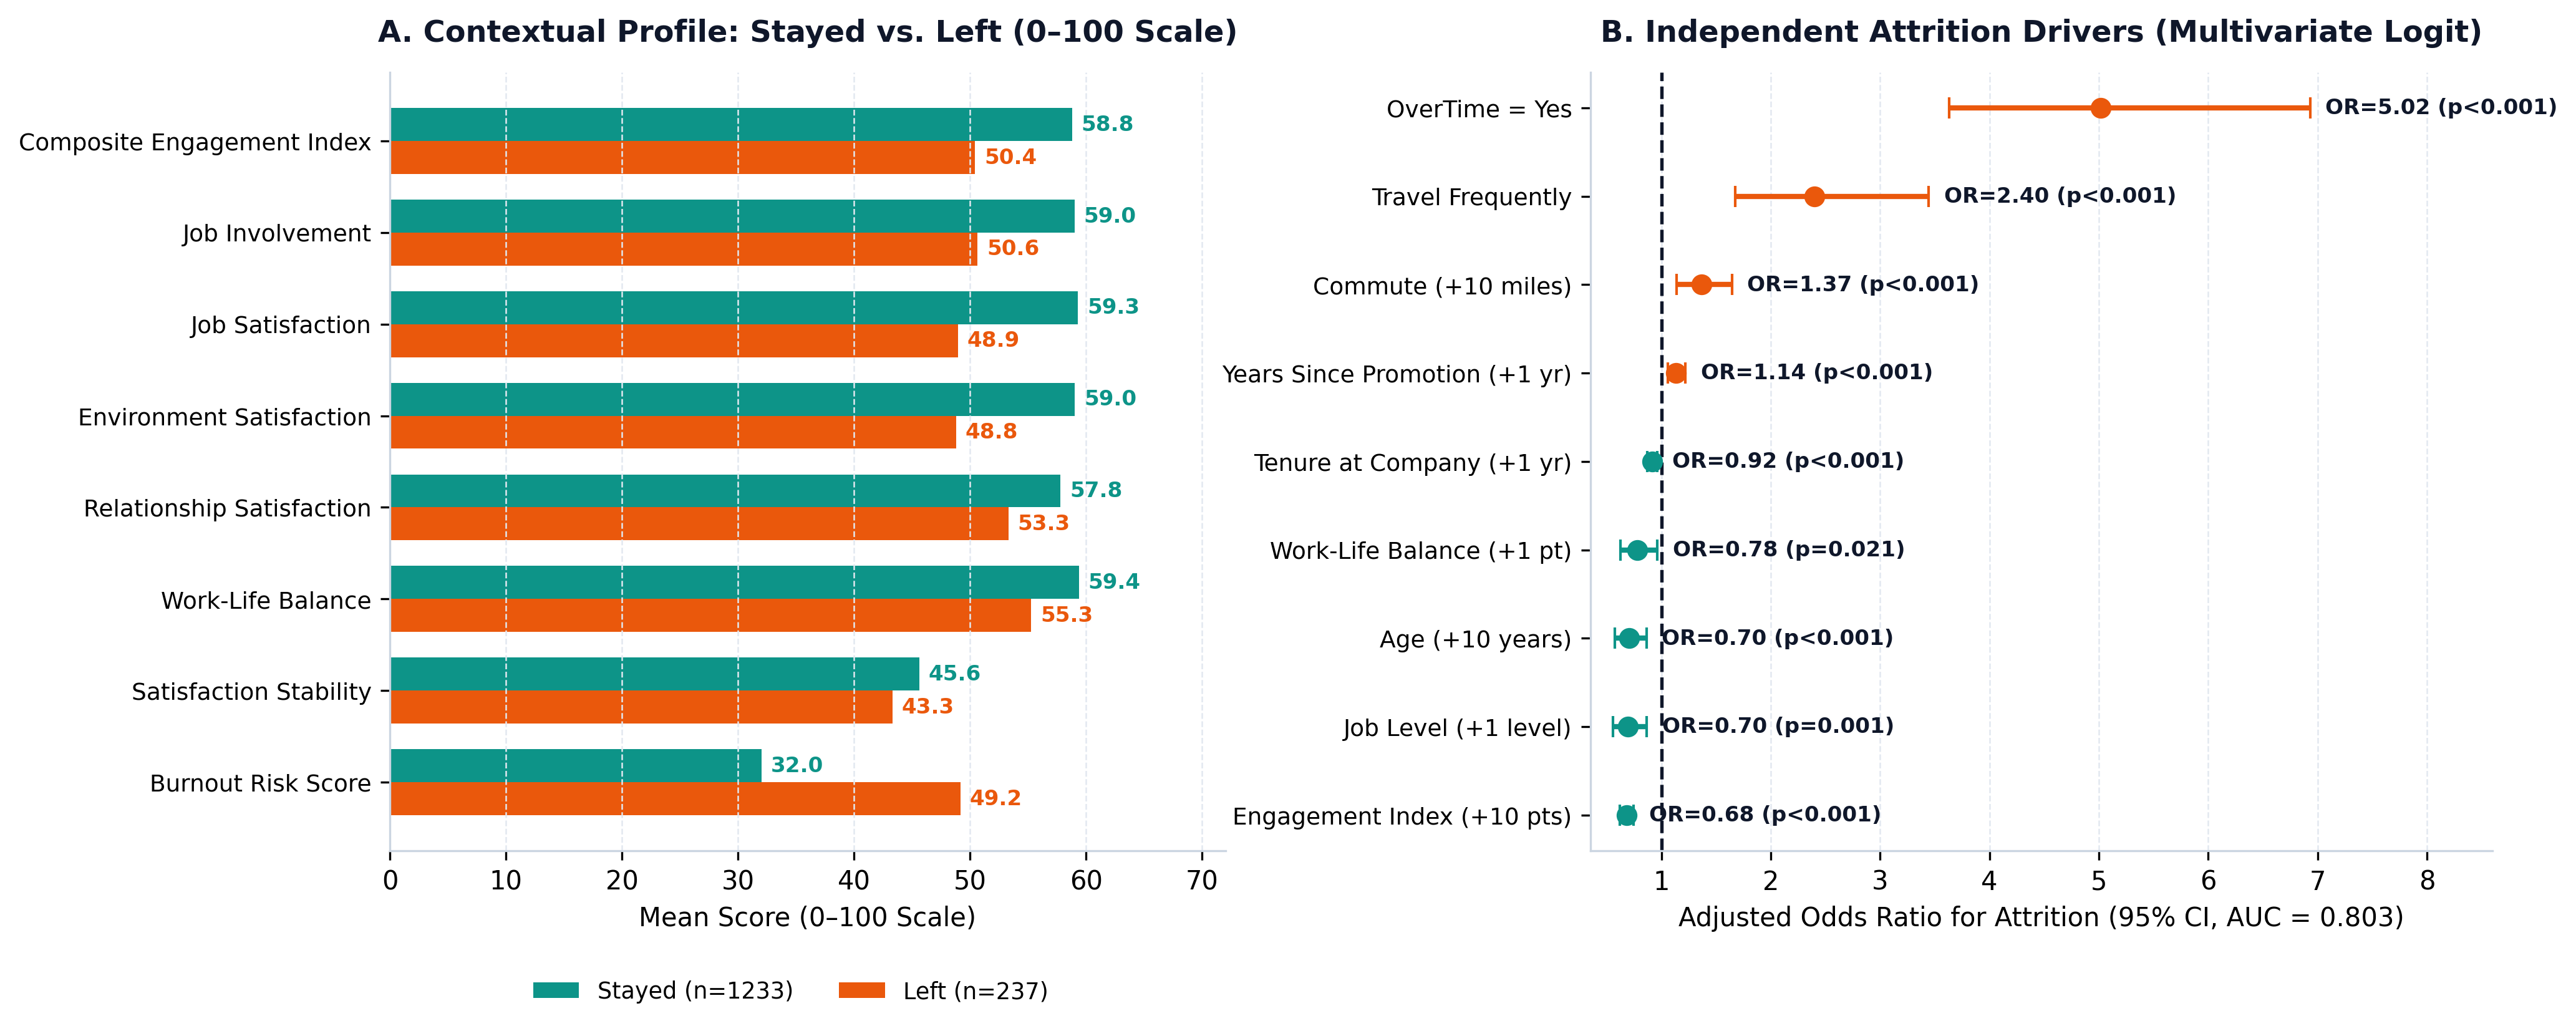 A. Contextual Profile: Stayed vs. Left (0–100 Scale)
Composite Engagement Index
58.8
50.4
Job Involvement
59.0
50.6
Job Satisfaction
59.3
48.9
Environment Satisfaction
59.0
48.8
Relationship Satisfaction
57.8
53.3
Work-Life Balance
59.4
55.3
Satisfaction Stability
45.6
43.3
Burnout Risk Score
32.0
49.2
0 10 20 30 40 50 60 70
Mean Score (0–100 Scale)
Stayed (n=1233) Left (n=237)
B. Independent Attrition Drivers (Multivariate Logit)
OverTime = Yes OR=5.02 (p<0.001)
Travel Frequently OR=2.40 (p<0.001)
Commute (+10 miles) OR=1.37 (p<0.001)
Years Since Promotion (+1 yr) OR=1.14 (p<0.001)
Tenure at Company (+1 yr) OR=0.92 (p<0.001)
Work-Life Balance (+1 pt) OR=0.78 (p=0.021)
Age (+10 years) OR=0.70 (p<0.001)
Job Level (+1 level) OR=0.70 (p=0.001)
Engagement Index (+10 pts) OR=0.68 (p<0.001)
1 2 3 4 5 6 7 8
Adjusted Odds Ratio for Attrition (95% CI, AUC = 0.803)